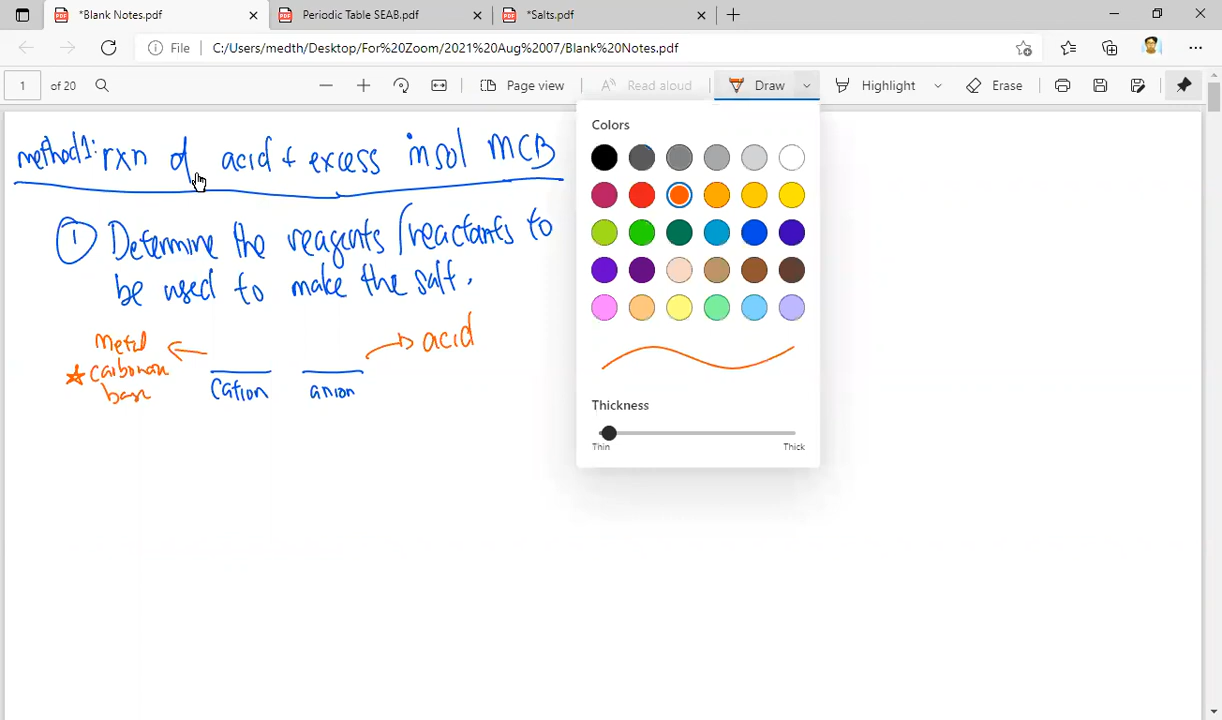 *Blank Notes.pdf
Periodic Table SEAB.pdf
*Salts.pdf
File
C:/Users/medth/Desktop/For%20Zoom/2021%20Aug%2007/Blank%20Notes.pdf
1 of 20
Page view
Read aloud
Draw
Highlight
Erase
Colors
Thickness
Thin
Thick
method1: rxn of acid + excess insol MCB
① Determine the reagents/reactants to
be used to make the salt.
Metal
carbonate
base
acid
Cation
anion